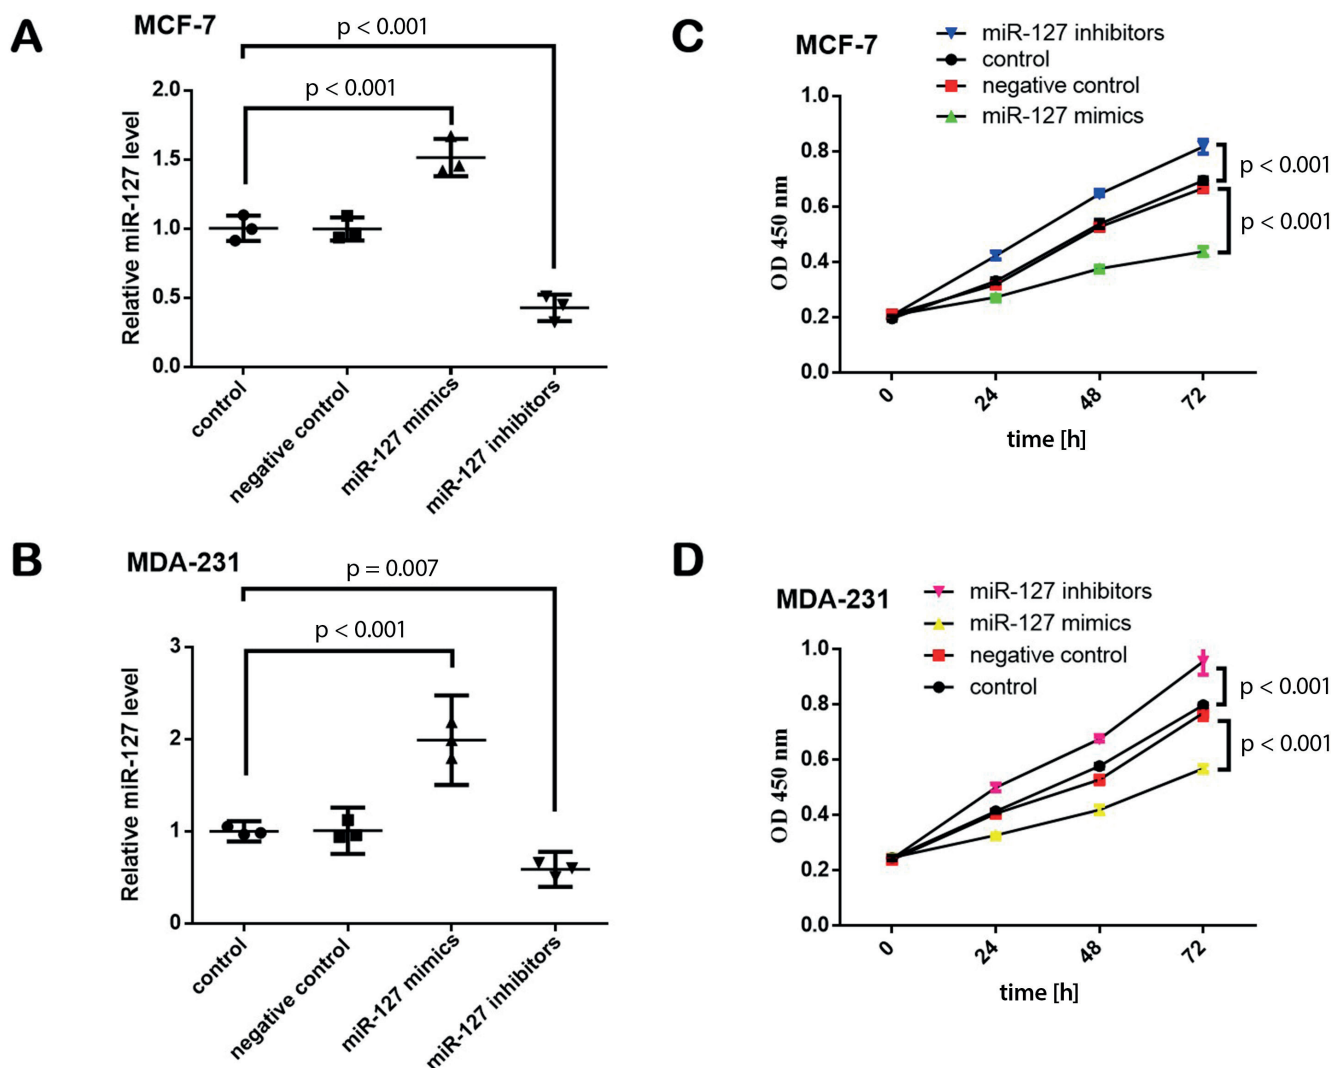 A
MCF-7
p < 0.001
p < 0.001
Relative miR-127 level
2.0
1.5
1.0
0.5
0.0
control
negative control
miR-127 mimics
miR-127 inhibitors
C
MCF-7
miR-127 inhibitors
control
negative control
miR-127 mimics
OD 450 nm
1.0
0.8
0.6
0.4
0.2
0.0
p < 0.001
p < 0.001
0
24
48
72
time [h]
B
MDA-231
p = 0.007
p < 0.001
Relative miR-127 level
3
2
1
0
control
negative control
miR-127 mimics
miR-127 inhibitors
D
MDA-231
miR-127 inhibitors
miR-127 mimics
negative control
control
OD 450 nm
1.0
0.8
0.6
0.4
0.2
0.0
p < 0.001
p < 0.001
0
24
48
72
time [h]